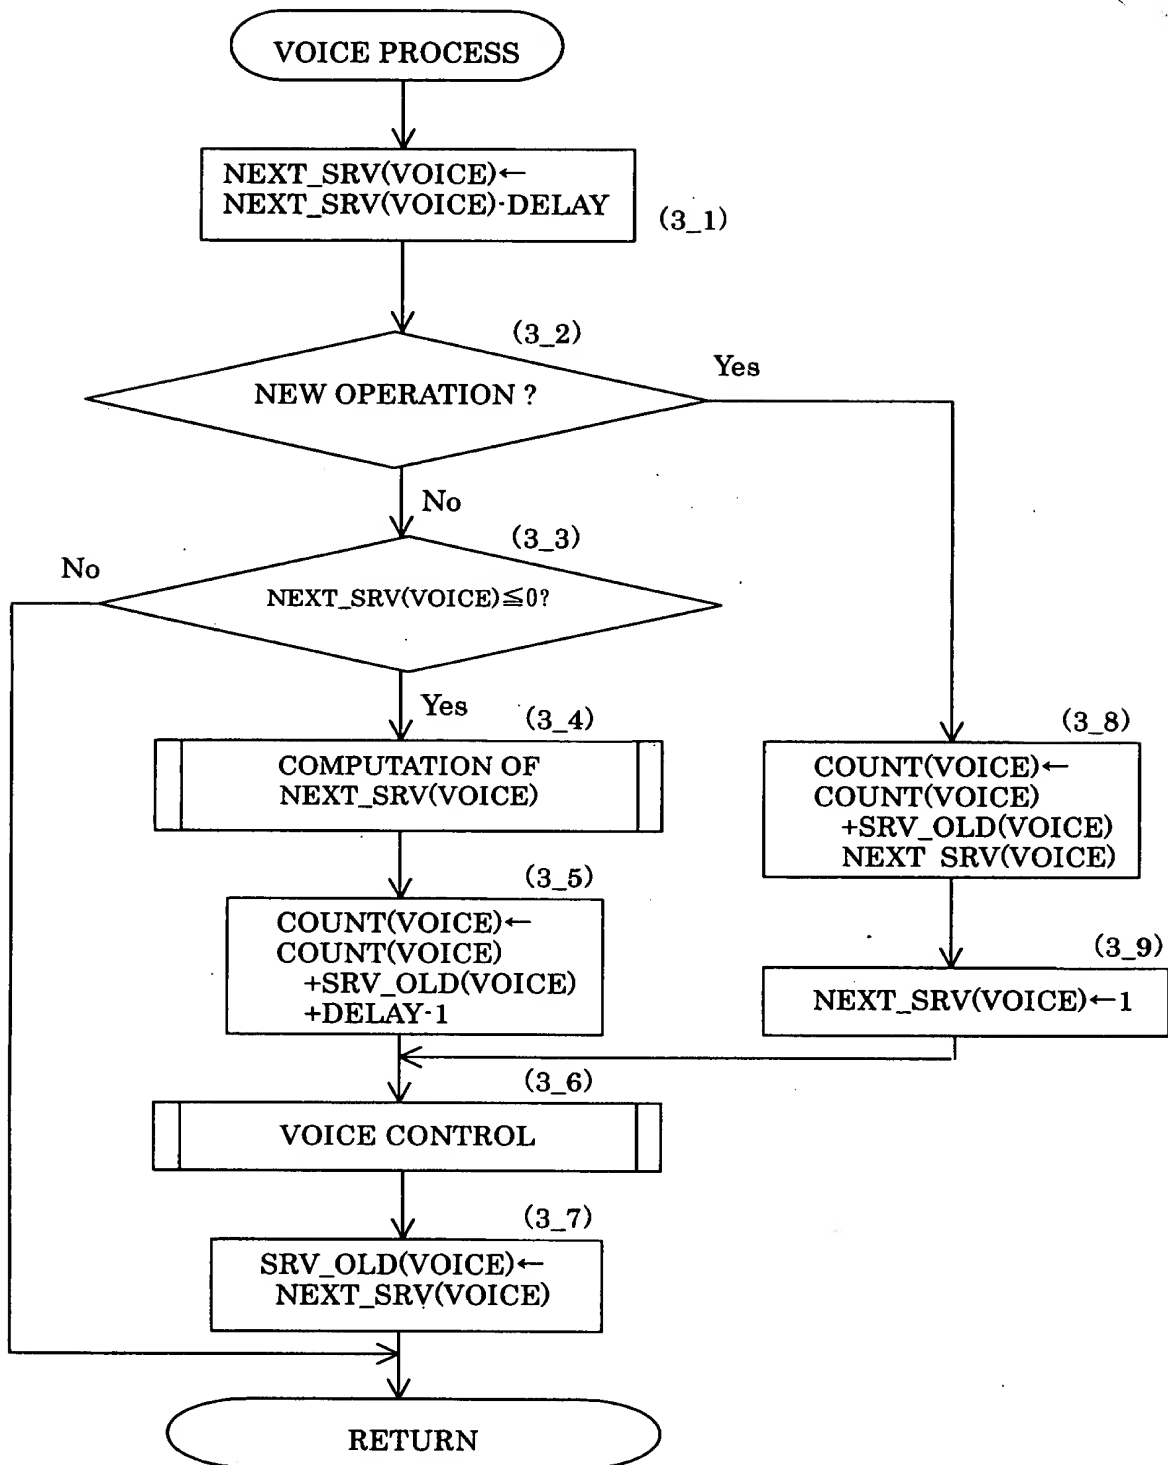 VOICE PROCESS
NEXT_SRV(VOICE)←
NEXT_SRV(VOICE)-DELAY
(3_1)
(3_2)
NEW OPERATION ?
Yes
No
(3_3)
No
NEXT_SRV(VOICE)≦0?
Yes
(3_4)
COMPUTATION OF
NEXT_SRV(VOICE)
(3_8)
COUNT(VOICE)←
COUNT(VOICE)
+SRV_OLD(VOICE)
NEXT SRV(VOICE)
(3_5)
COUNT(VOICE)←
COUNT(VOICE)
+SRV_OLD(VOICE)
+DELAY-1
(3_9)
NEXT_SRV(VOICE)←1
(3_6)
VOICE CONTROL
(3_7)
SRV_OLD(VOICE)←
NEXT_SRV(VOICE)
RETURN